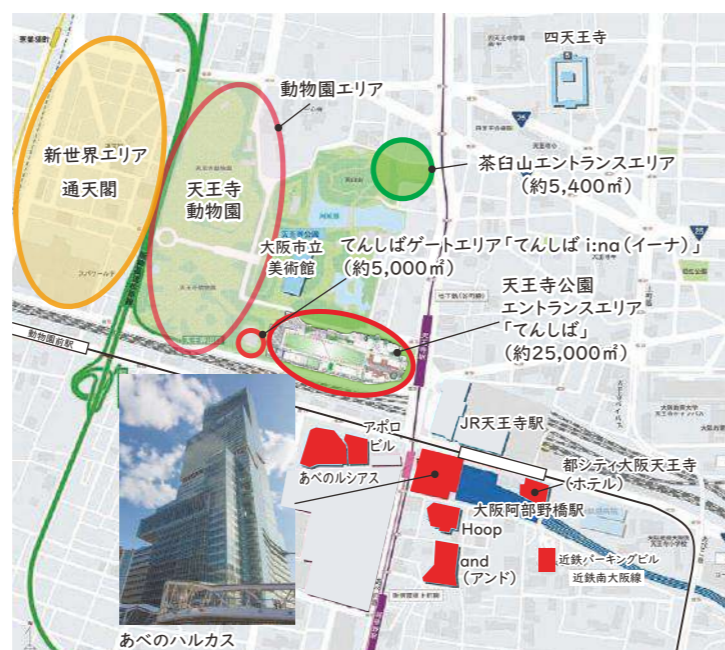 四天王寺
動物園エリア
新世界エリア
通天閣
天王寺
動物園
茶臼山エントランスエリア
(約5,400㎡)
大阪市立
美術館
てんしばゲートエリア「てんしば i:na(イーナ)」
(約5,000㎡)
天王寺公園
エントランスエリア
「てんしば」
(約25,000㎡)
動物園前駅
スパワールド
アポロ
ビル
あべのルシアス
JR天王寺駅
都シティ大阪天王寺
(ホテル)
大阪阿部野橋駅
Hoop
and
(アンド)
近鉄パーキングビル
近鉄南大阪線
あべのハルカス